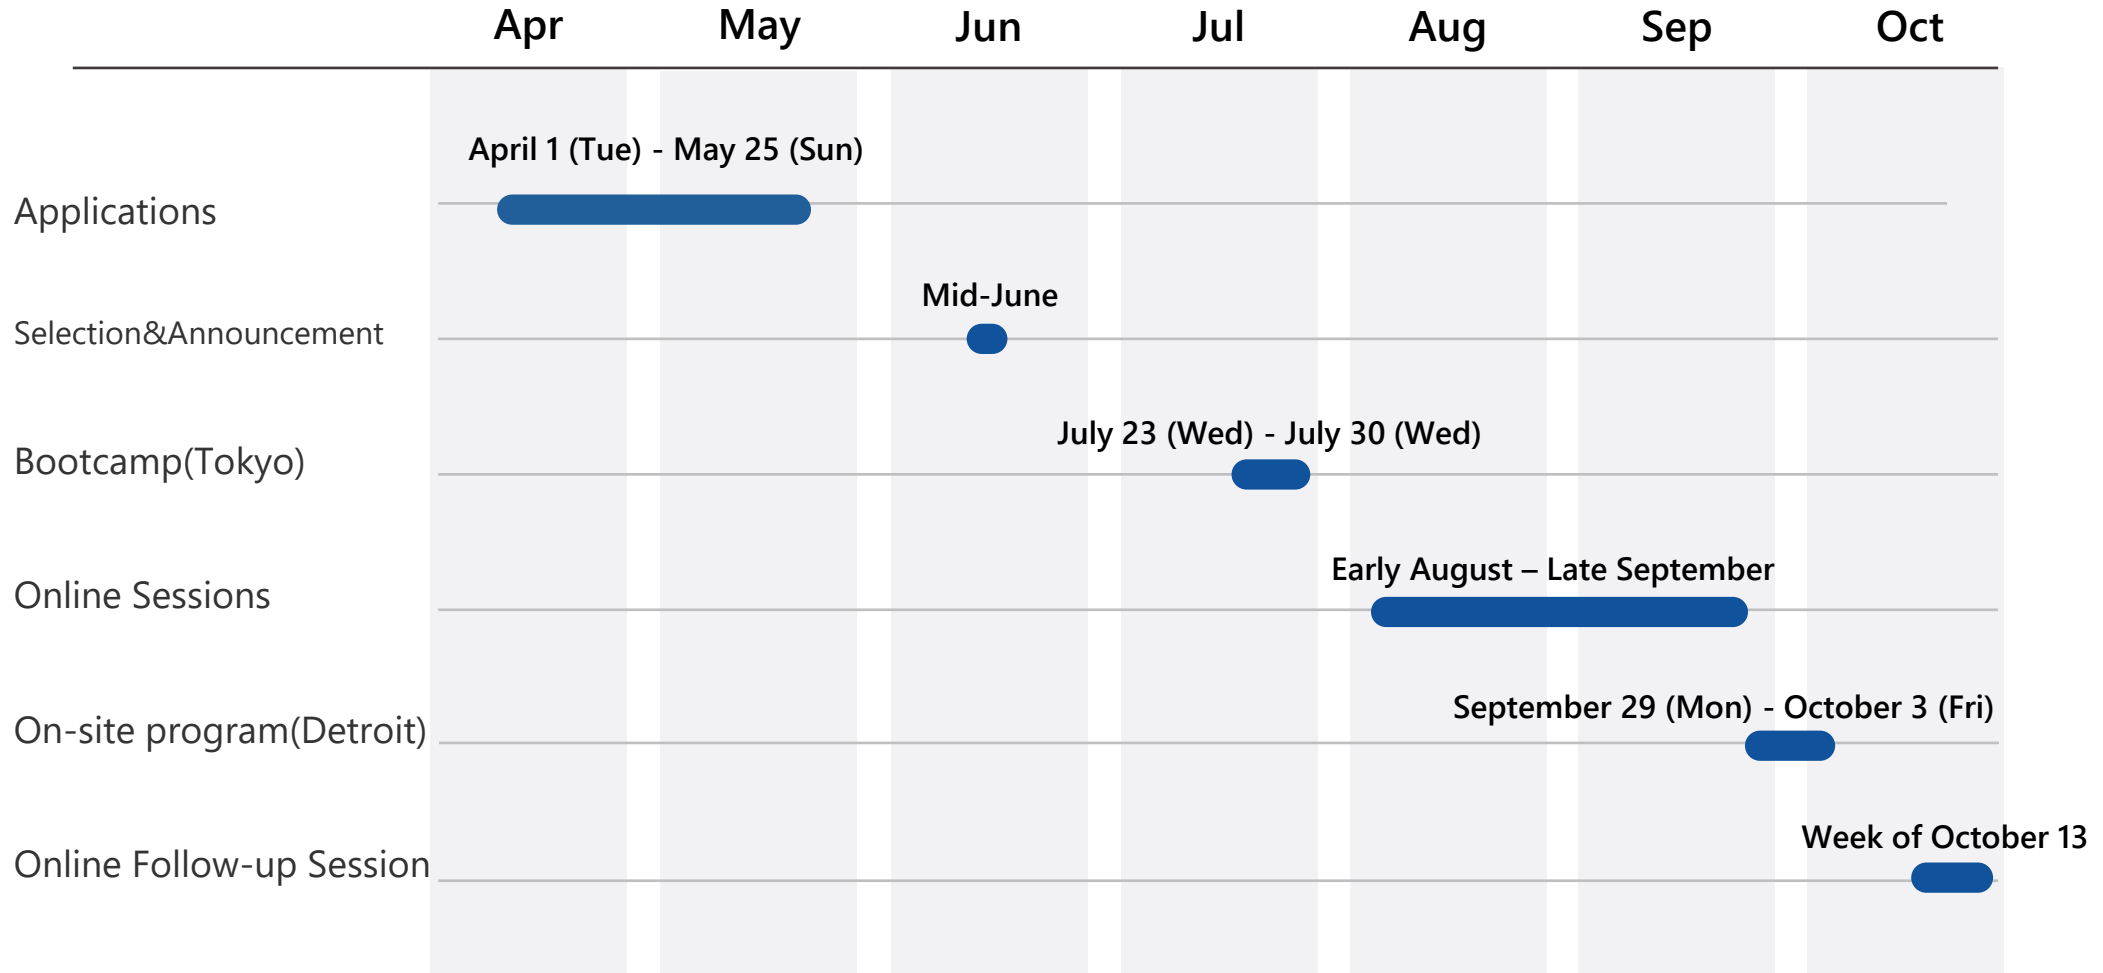 Apr May Jun Jul Aug Sep Oct
April 1 (Tue) - May 25 (Sun)
Applications
Mid-June
Selection&Announcement
July 23 (Wed) - July 30 (Wed)
Bootcamp(Tokyo)
Early August – Late September
Online Sessions
September 29 (Mon) - October 3 (Fri)
On-site program(Detroit)
Week of October 13
Online Follow-up Session